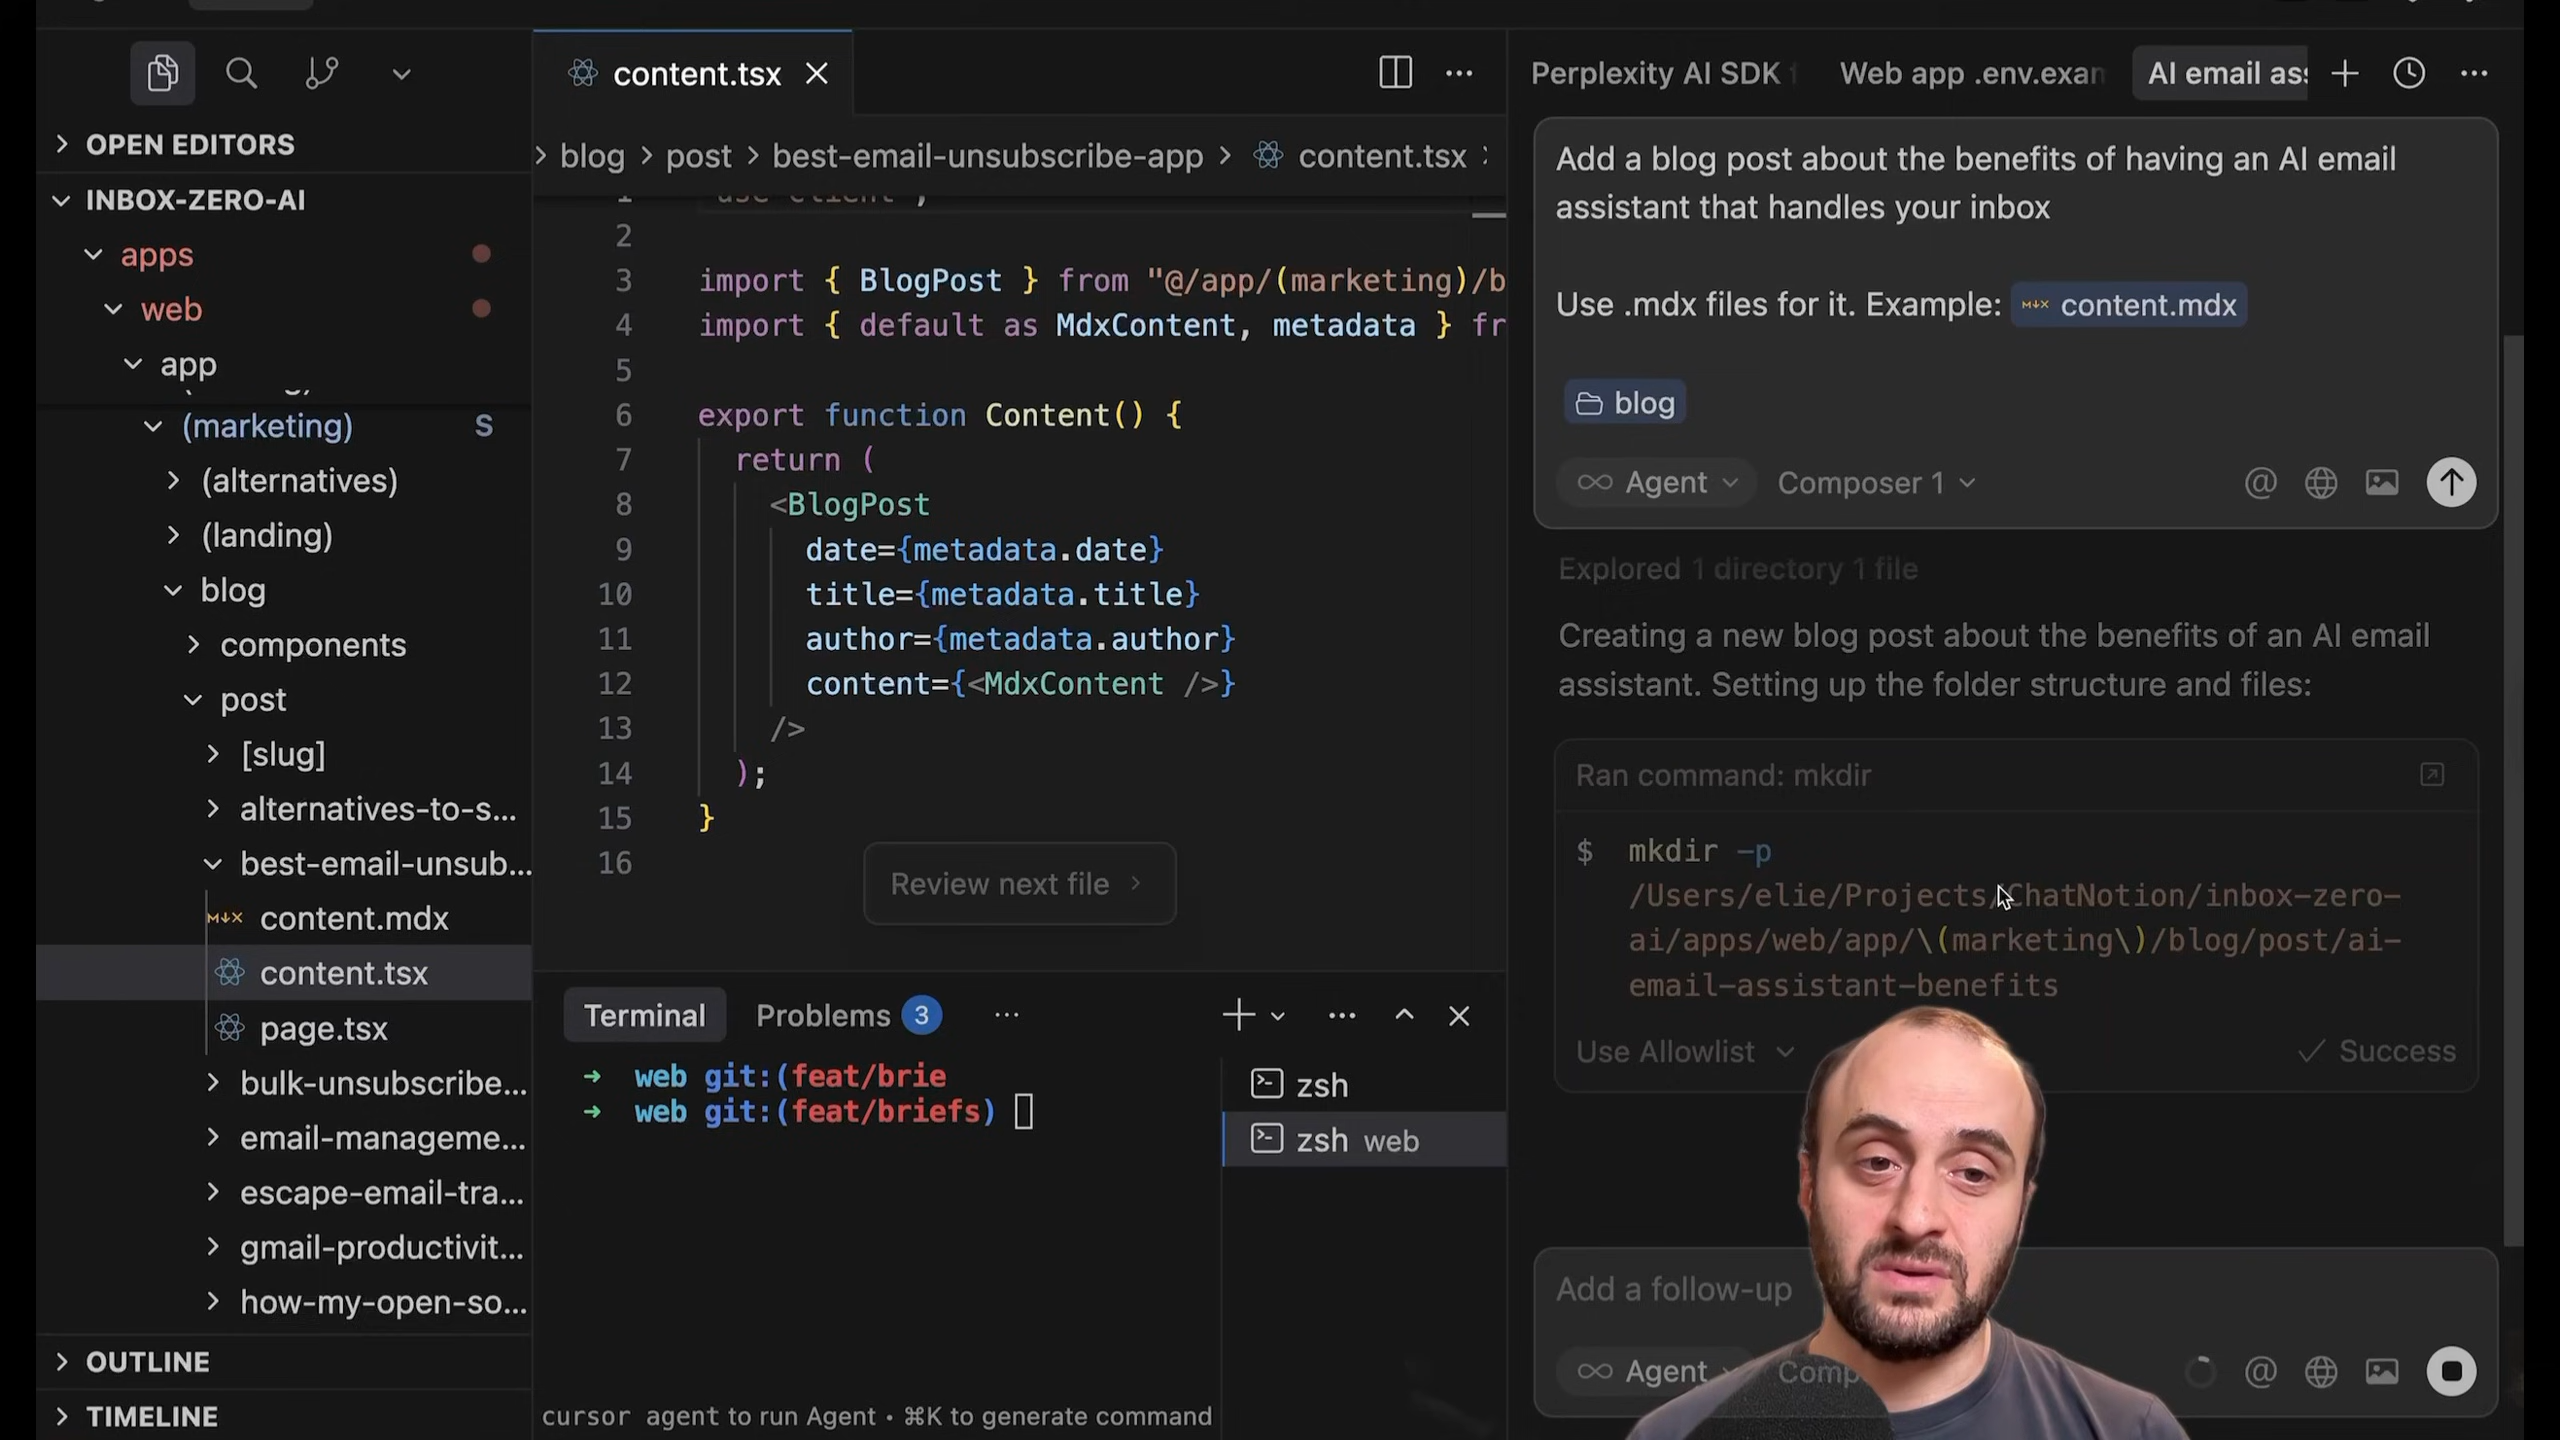 OPEN EDITORS
INBOX-ZERO-AI
apps
web
app
(marketing) S
(alternatives)
(landing)
blog
components
post
[slug]
alternatives-to-s...
best-email-unsub...
content.mdx
content.tsx
page.tsx
bulk-unsubscribe...
email-manageme...
escape-email-tra...
gmail-productivit...
how-my-open-so...
OUTLINE
TIMELINE
content.tsx
blog > post > best-email-unsubscribe-app > content.tsx
1 "use client";
2
3 import { BlogPost } from "@/app/(marketing)/b
4 import { default as MdxContent, metadata } fr
5
6 export function Content() {
7 return (
8 <BlogPost
9 date={metadata.date}
10 title={metadata.title}
11 author={metadata.author}
12 content={<MdxContent />}
13 />
14 );
15 }
16
Review next file >
Terminal Problems 3 ...
→ web git:(feat/brie
→ web git:(feat/briefs)
zsh
zsh web
cursor agent to run Agent • ⌘K to generate command
Perplexity AI SDK Web app .env.exam AI email ass
Add a blog post about the benefits of having an AI email
assistant that handles your inbox
Use .mdx files for it. Example: content.mdx
blog
Agent Composer 1
Explored 1 directory 1 file
Creating a new blog post about the benefits of an AI email
assistant. Setting up the folder structure and files:
Ran command: mkdir
$ mkdir -p
/Users/elie/Projects/ChatNotion/inbox-zero-
ai/apps/web/app/\(marketing\)/blog/post/ai-
email-assistant-benefits
Use Allowlist Success
Add a follow-up
Agent Comp